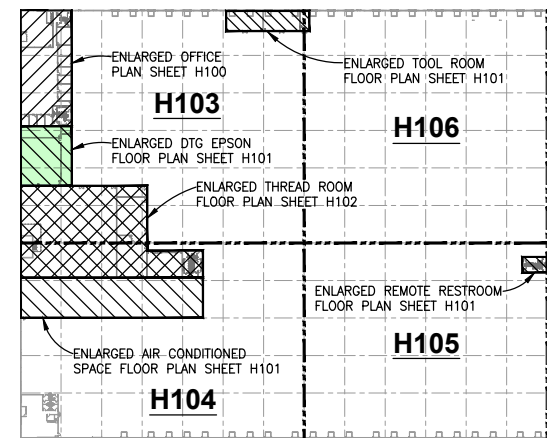 ENLARGED OFFICE
PLAN SHEET H100
ENLARGED TOOL ROOM
FLOOR PLAN SHEET H101
H103
H106
ENLARGED DTG EPSON
FLOOR PLAN SHEET H101
ENLARGED THREAD ROOM
FLOOR PLAN SHEET H102
ENLARGED REMOTE RESTROOM
FLOOR PLAN SHEET H101
H105
ENLARGED AIR CONDITIONED
SPACE FLOOR PLAN SHEET H101
H104